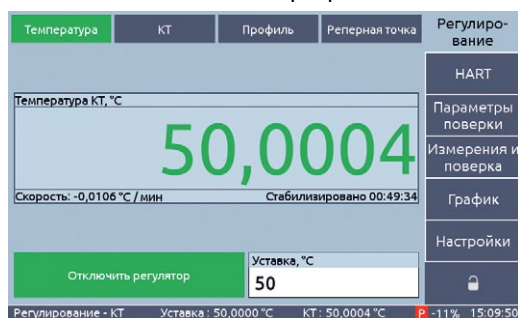 Температура КТ Профиль Реперная точка
Регулиро-
вание
HART
Параметры
поверки
Измерения и
поверка
График
Настройки
Температура КТ, °C
50,0004
Скорость: -0,0106 °C / мин Стабилизировано 00:49:34
Отключить регулятор
Уставка, °C
50
Регулирование - КТ Уставка : 50,0000 °C КТ : 50,0004 °C P -11% 15:09:50